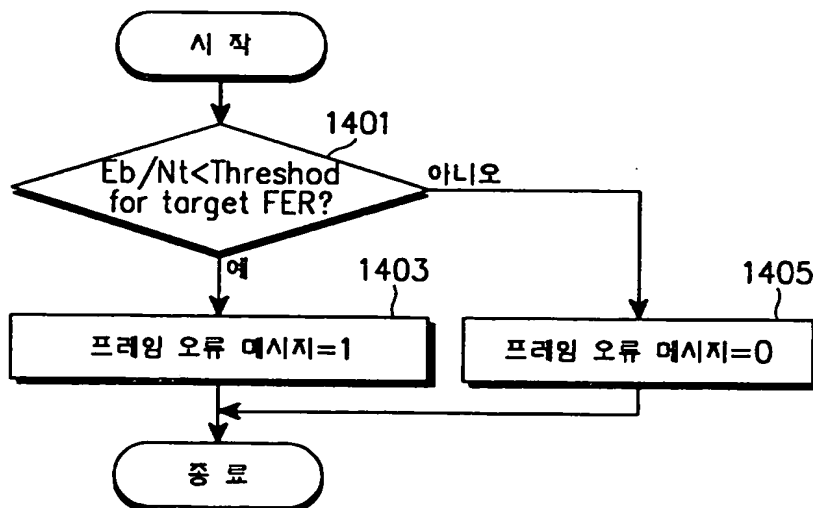 시 작
1401
Eb/Nt<Threshod
for target FER?
아니오
예
1403
프레임 오류 메시지=1
1405
프레임 오류 메시지=0
종 료